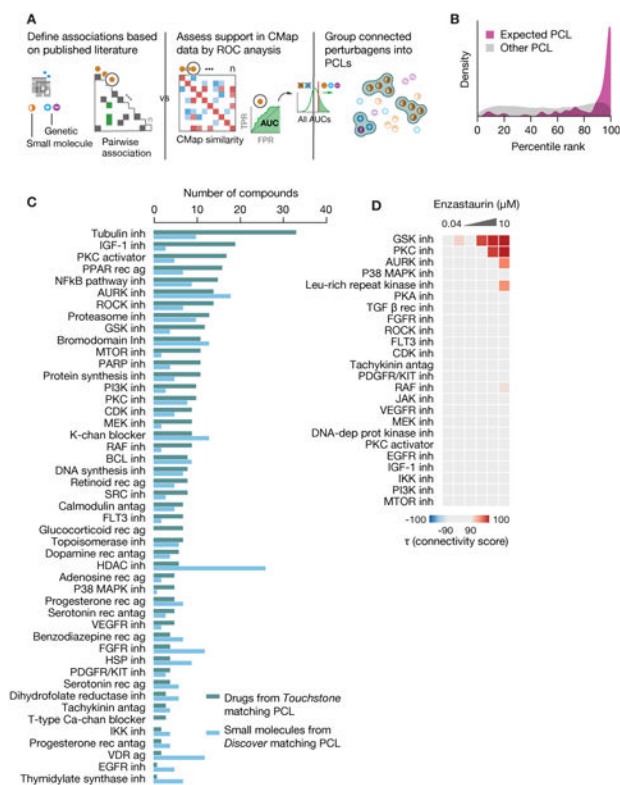 A
Define associations based
on published literature
Genetic
Small molecule
Pairwise
association
vs
Assess support in CMap
data by ROC anaysis
n
CMap similarity
TPR
AUC
FPR
All AUCs
Group connected
perturbagens into
PCLs
B
Expected PCL
Other PCL
Density
0 20 40 60 80 100
Percentile rank
C
Number of compounds
0 10 20 30 40
Tubulin inh
IGF-1 inh
PKC activator
PPAR rec ag
NFkB pathway inh
AURK inh
ROCK inh
Proteasome inh
GSK inh
Bromodomain Inh
MTOR inh
PARP inh
Protein synthesis inh
PI3K inh
PKC inh
CDK inh
MEK inh
K-chan blocker
RAF inh
BCL inh
DNA synthesis inh
Retinoid rec ag
SRC inh
Calmodulin antag
FLT3 inh
Glucocorticoid rec ag
Topoisomerase inh
Dopamine rec antag
HDAC inh
Adenosine rec ag
P38 MAPK inh
Progesterone rec ag
Serotonin rec antag
VEGFR inh
Benzodiazepine rec ag
FGFR inh
HSP inh
PDGFR/KIT inh
Serotonin rec ag
Dihydrofolate reductase inh
Tachykinin antag
T-type Ca-chan blocker
IKK inh
Progesterone rec antag
VDR ag
EGFR inh
Thymidylate synthase inh
Drugs from Touchstone
matching PCL
Small molecules from
Discover matching PCL
D
Enzastaurin (µM)
0.04 10
GSK inh
PKC inh
AURK inh
P38 MAPK inh
Leu-rich repeat kinase inh
PKA inh
TGF β rec inh
FGFR inh
ROCK inh
FLT3 inh
CDK inh
Tachykinin antag
PDGFR/KIT inh
RAF inh
JAK inh
VEGFR inh
MEK inh
DNA-dep prot kinase inh
PKC activator
EGFR inh
IGF-1 inh
IKK inh
PI3K inh
MTOR inh
-100 100
-90 90
τ (connectivity score)